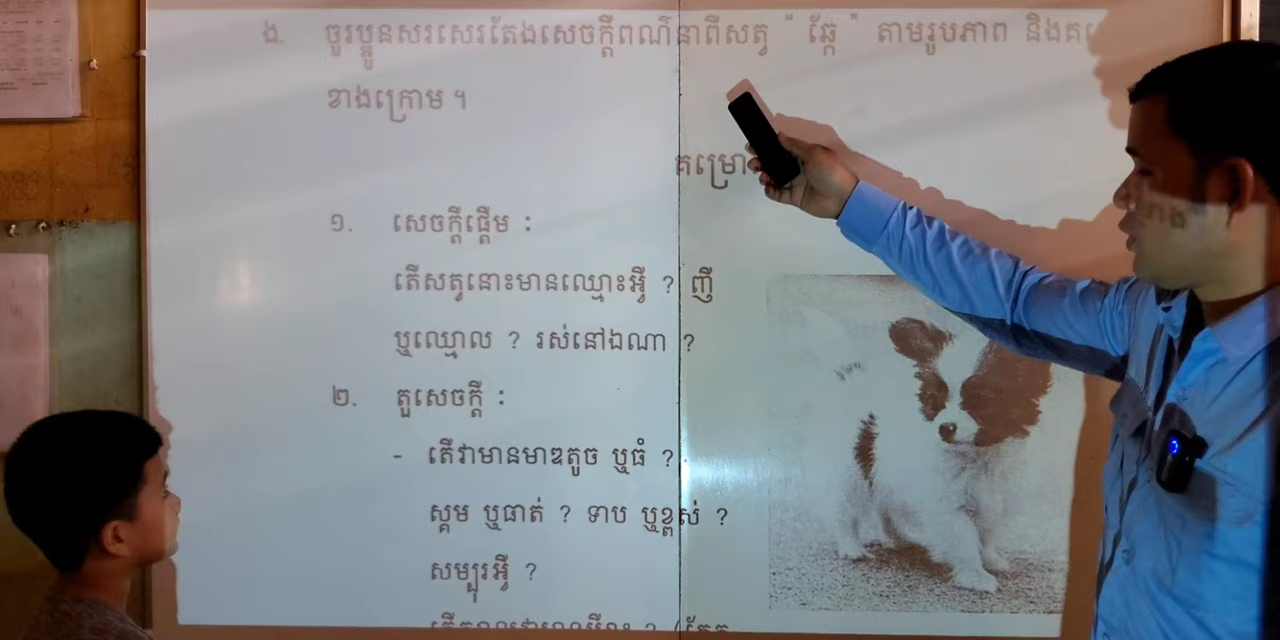 ង. ចូរប្អូនសរសេរតែងសេចក្តីពណ៌នាពីសត្វ " ឆ្កែ " តាមរូបភាព និង
ខាងក្រោម ។
១. សេចក្តីផ្តើម :
តើសត្វនោះមានឈ្មោះអ្វី ? ញី
ឬឈ្មោល ? រស់នៅឯណា ?
២. តួសេចក្តី :
- តើវាមានមាឌតូច ឬធំ ?
ស្គម ឬធាត់ ? ទាប ឬខ្ពស់ ?
សម្បុរអ្វី ?